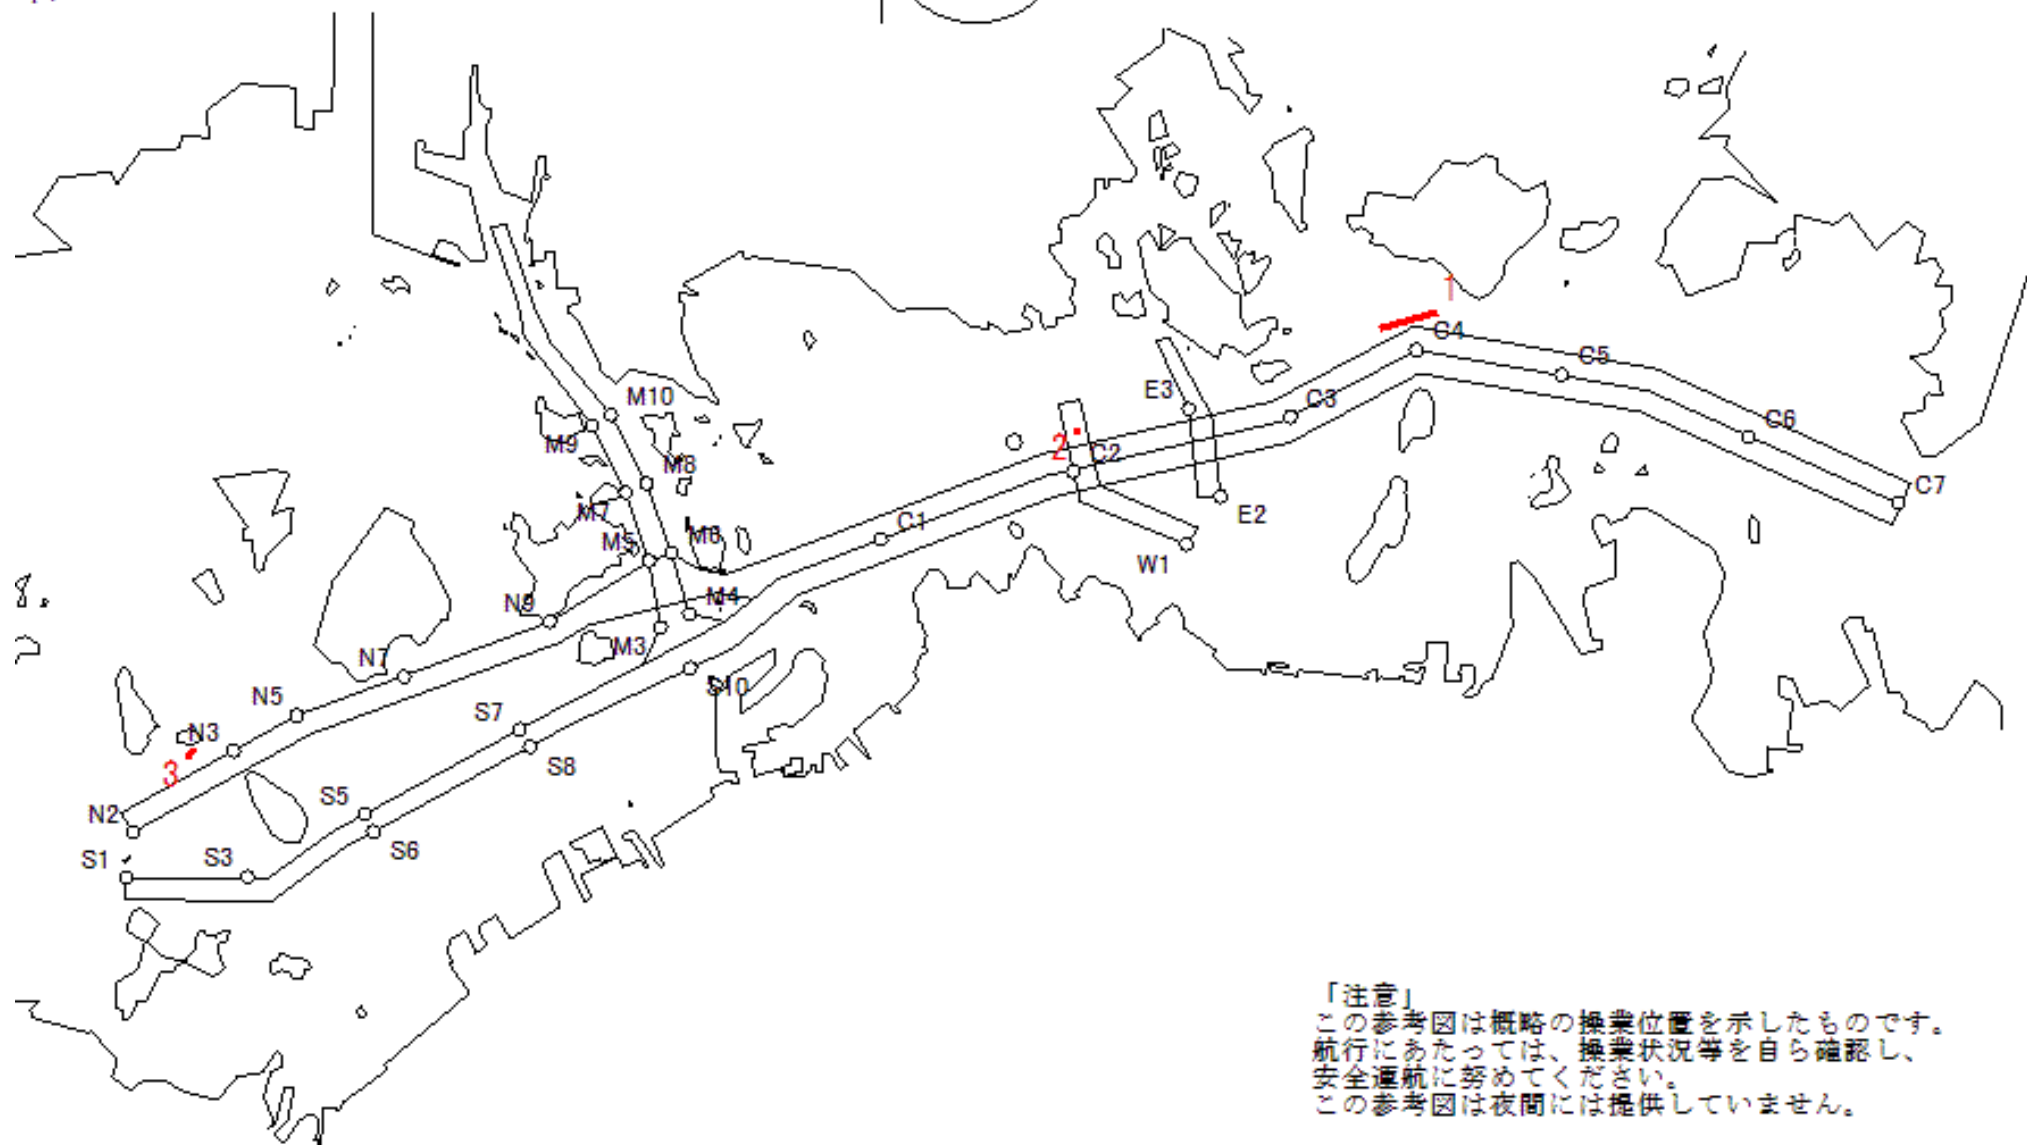 1
C4
C5
M10
E3
C3
M9
2
C2
C6
M8
C7
M7
E2
C1
M5
M6
W1
N9
M4
M3
N7
S10
N5
S7
N3
S8
3
S5
N2
S6
S1
S3
「注意」
この参考図は概略の操業位置を示したものです。
航行にあたっては、操業状況等を自ら確認し、
安全運航に努めてください。
この参考図は夜間には提供していません。